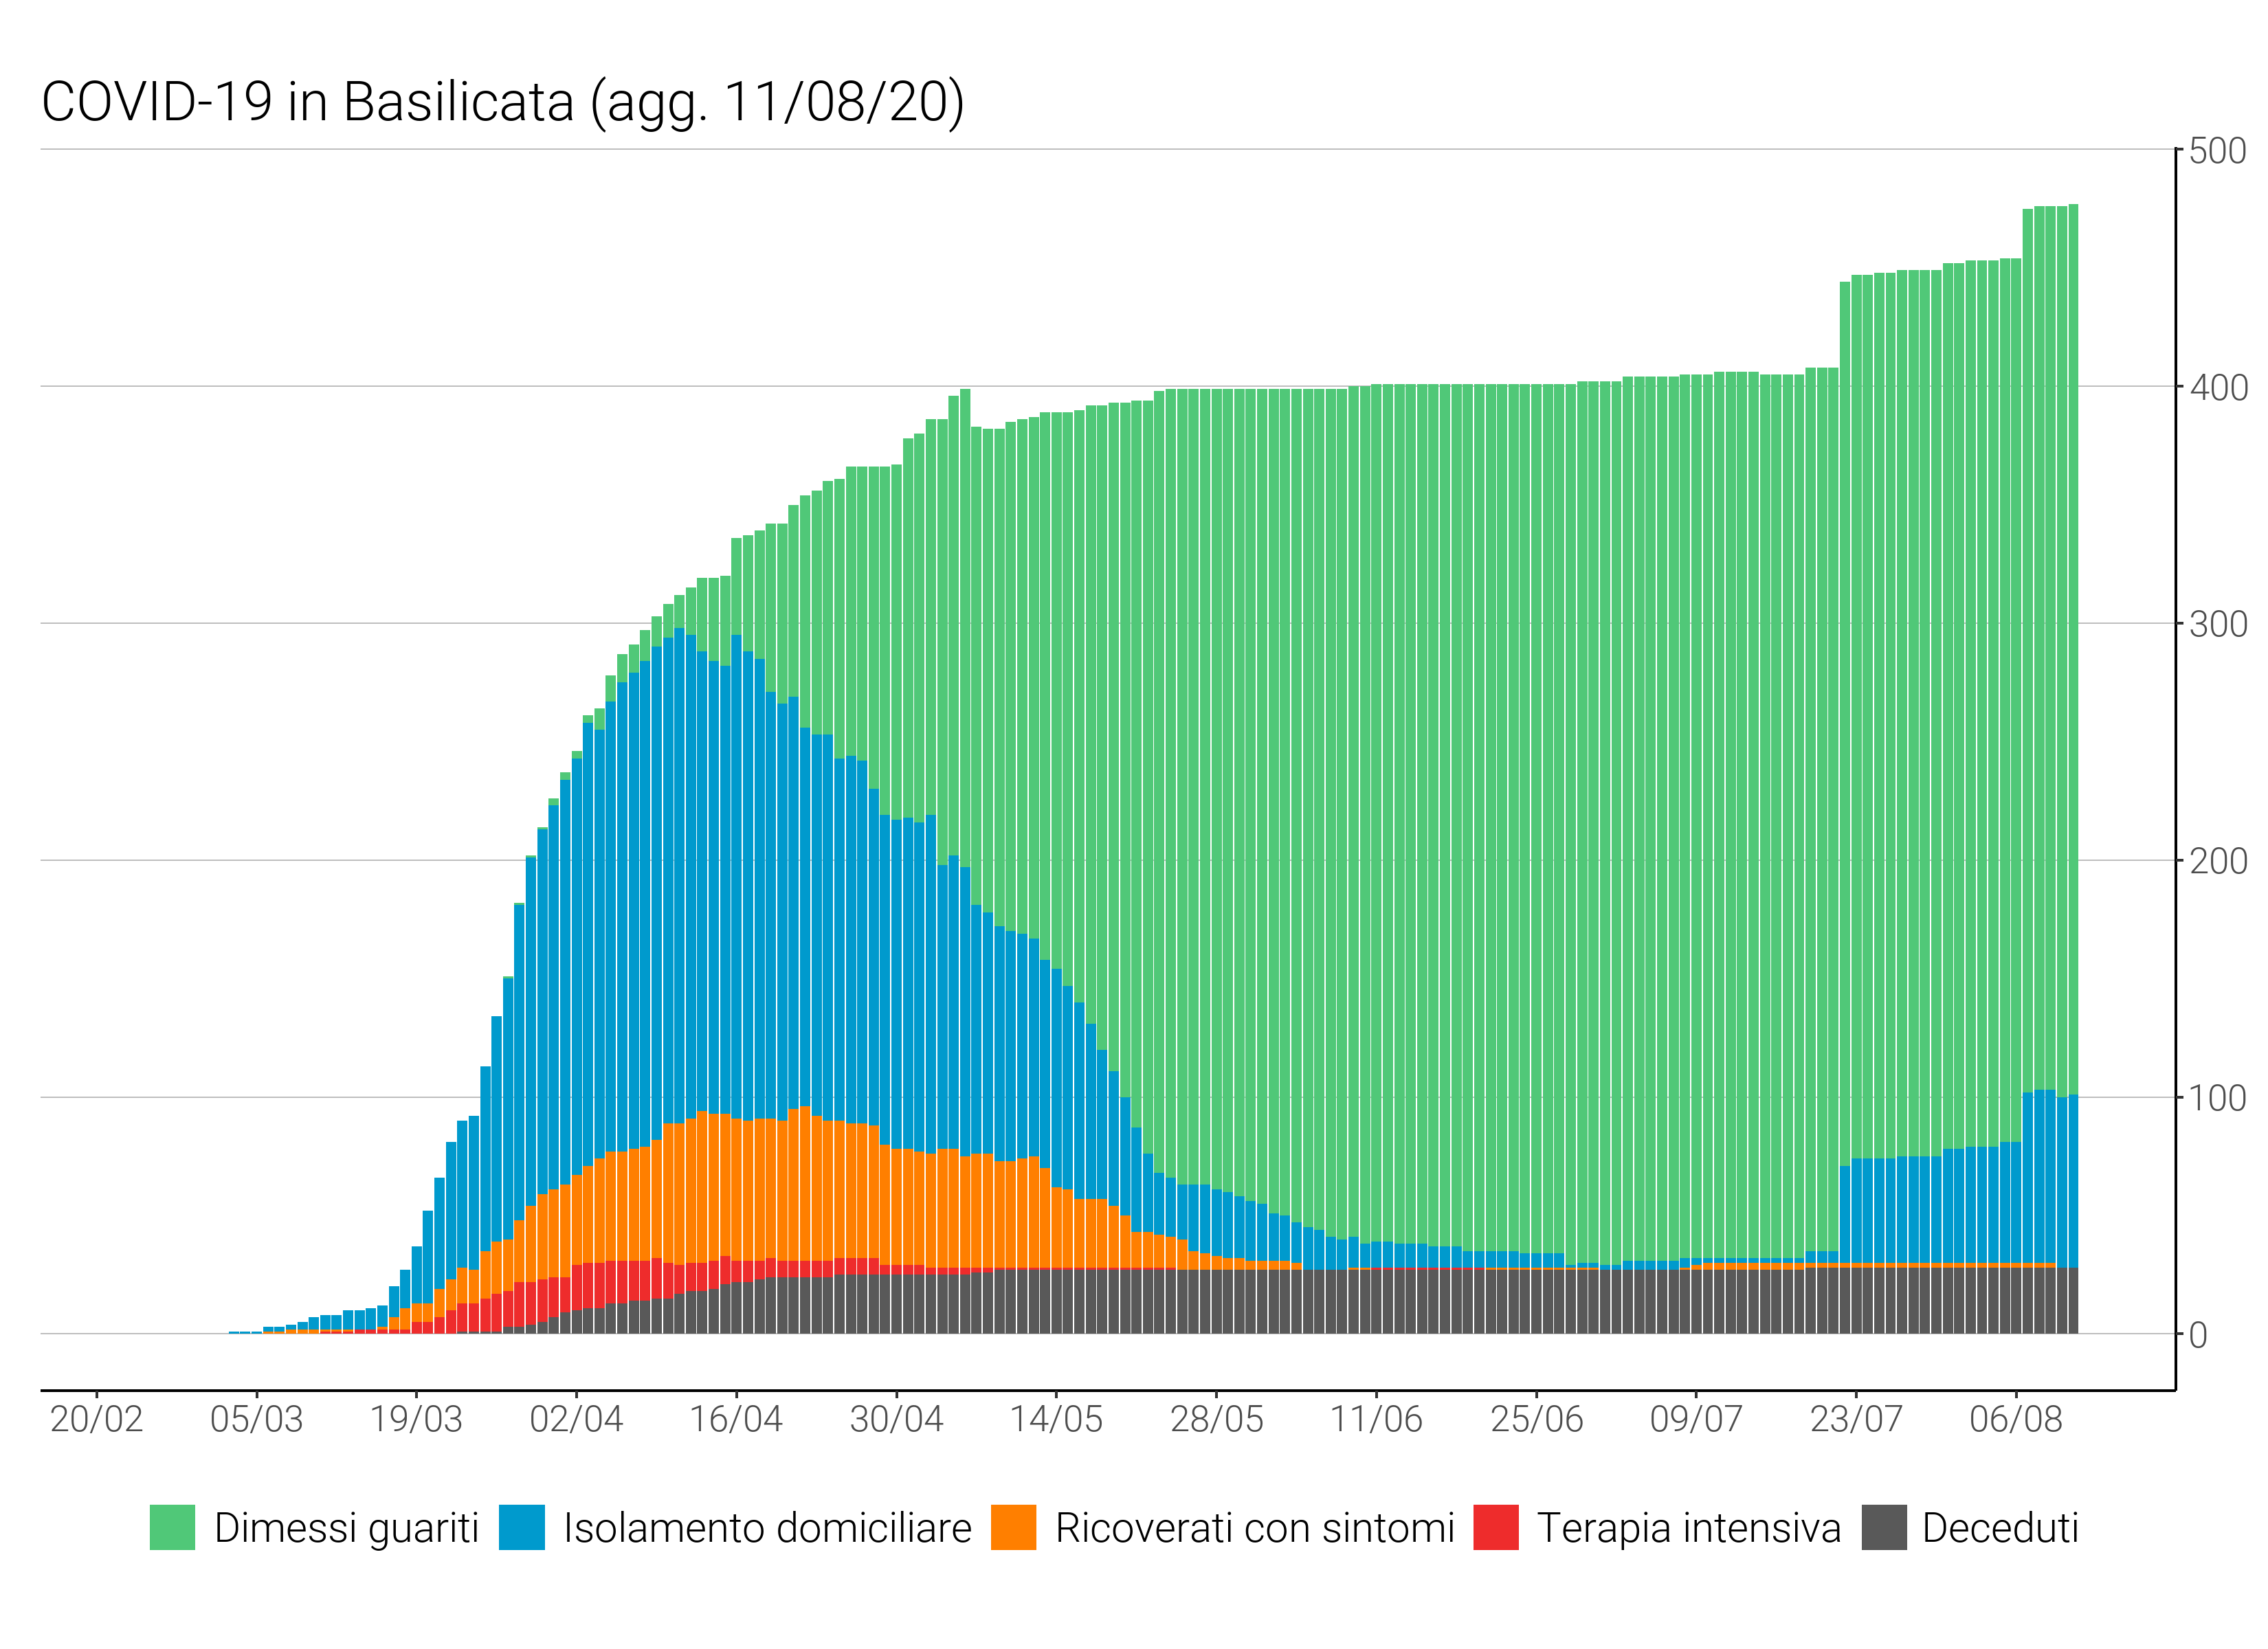 COVID-19 in Basilicata (agg. 11/08/20)
500
400
300
200
100
0
20/02 05/03 19/03 02/04 16/04 30/04 14/05 28/05 11/06 25/06 09/07 23/07 06/08
Dimessi guariti Isolamento domiciliare Ricoverati con sintomi Terapia intensiva Deceduti